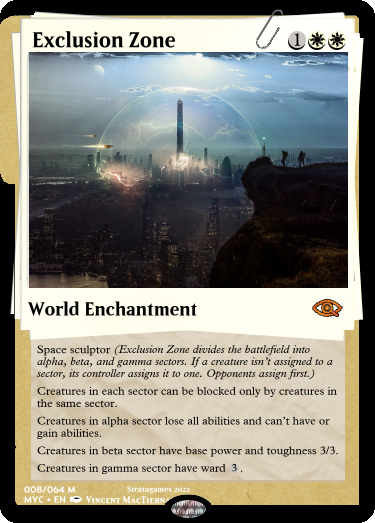 Exclusion Zone
1
World Enchantment
Space sculptor (Exclusion Zone divides the battlefield into
alpha, beta, and gamma sectors. If a creature isn't assigned to a
sector, its controller assigns it to one. Opponents assign first.)
Creatures in each sector can be blocked only by creatures in
the same sector.
Creatures in alpha sector lose all abilities and can't have or
gain abilities.
Creatures in beta sector have base power and toughness 3/3.
Creatures in gamma sector have ward 3 .
008/064 M Stratagames 2022
MYC • EN VINCENT MACTIERN